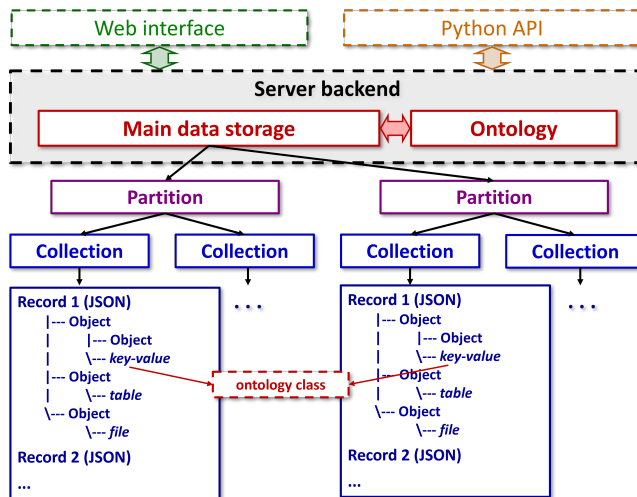 Web interface
Python API
Server backend
Main data storage
Ontology
Partition
Partition
Collection
Collection
Collection
Collection
Record 1 (JSON)
|--- Object
| |--- Object
| \--- key-value
|--- Object
| \--- table
\--- Object
\--- file
Record 2 (JSON)
...
. . .
ontology class
Record 1 (JSON)
|--- Object
| |--- Object
| \--- key-value
|--- Object
| \--- table
\--- Object
\--- file
Record 2 (JSON)
...
. . .